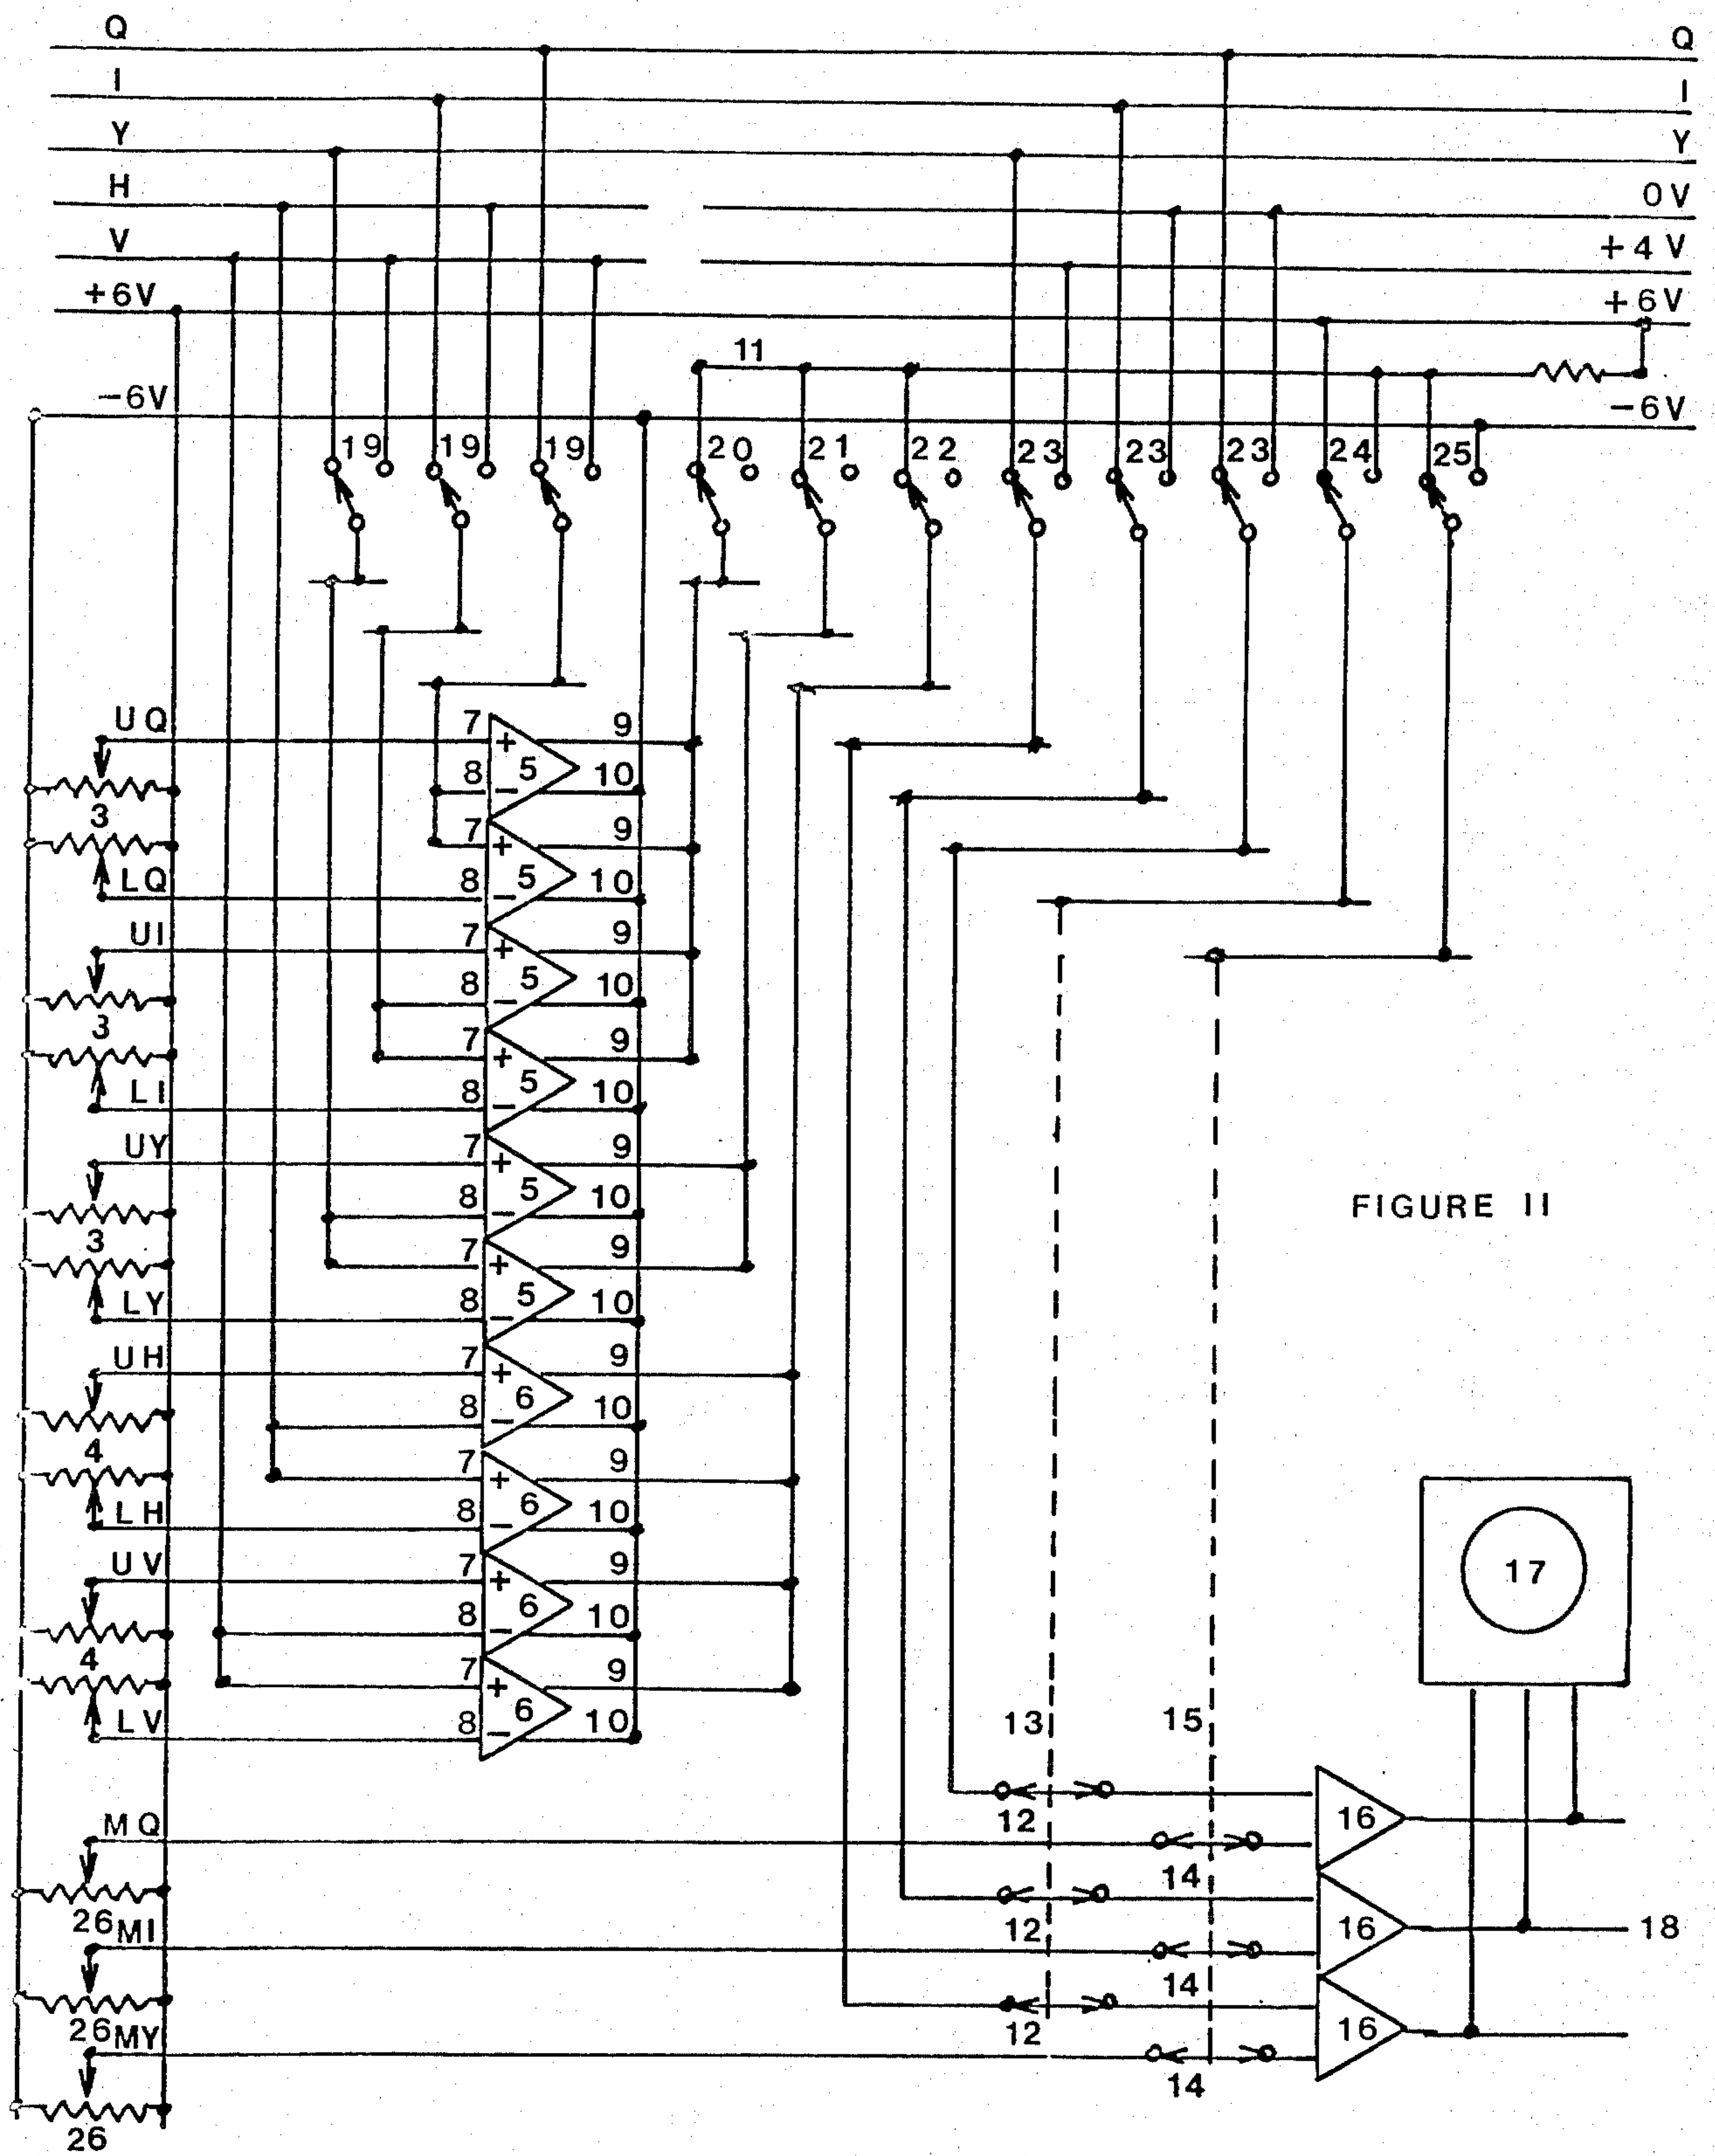 Q Q
I I
Y Y
H 0V
V +4V
+6V +6V
11
-6V -6V
19 19 19 20 21 22 23 23 23 24 25
UQ 7 + 9
8 - 5 10
3 7 + 9
LQ 8 - 5 10
UI 7 + 9
8 - 5 10
3 7 + 9
LI 8 - 5 10
UY 7 + 9
8 - 5 10
FIGURE II
3 7 + 9
LY 8 - 5 10
UH 7 + 9
8 - 6 10
4 7 + 9
LH 8 - 6 10
UV 7 + 9
8 - 6 10
17
4 7 + 9
LV 8 - 6 10
13 15
MQ 12 16
14
26 MI 12 16 18
14
26 MY 12 16
14
26